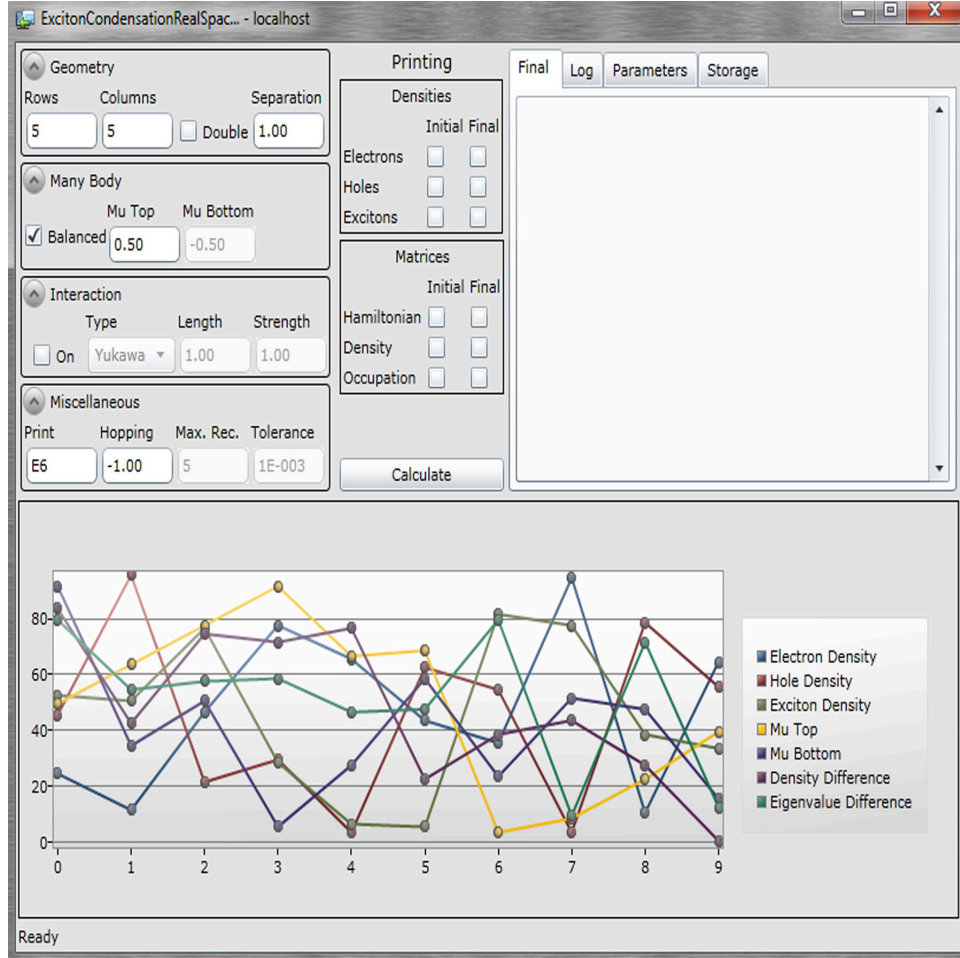 ExcitonCondensationRealSpac... - localhost
Geometry
Rows Columns Separation
5 5 Double 1.00
Many Body
Mu Top Mu Bottom
Balanced 0.50 -0.50
Interaction
Type Length Strength
On Yukawa 1.00 1.00
Miscellaneous
Print Hopping Max. Rec. Tolerance
E6 -1.00 5 1E-003
Printing
Densities
Initial Final
Electrons
Holes
Excitons
Matrices
Initial Final
Hamiltonian
Density
Occupation
Calculate
Final Log Parameters Storage
80
60
40
20
0
0 1 2 3 4 5 6 7 8 9
Electron Density
Hole Density
Exciton Density
Mu Top
Mu Bottom
Density Difference
Eigenvalue Difference
Ready